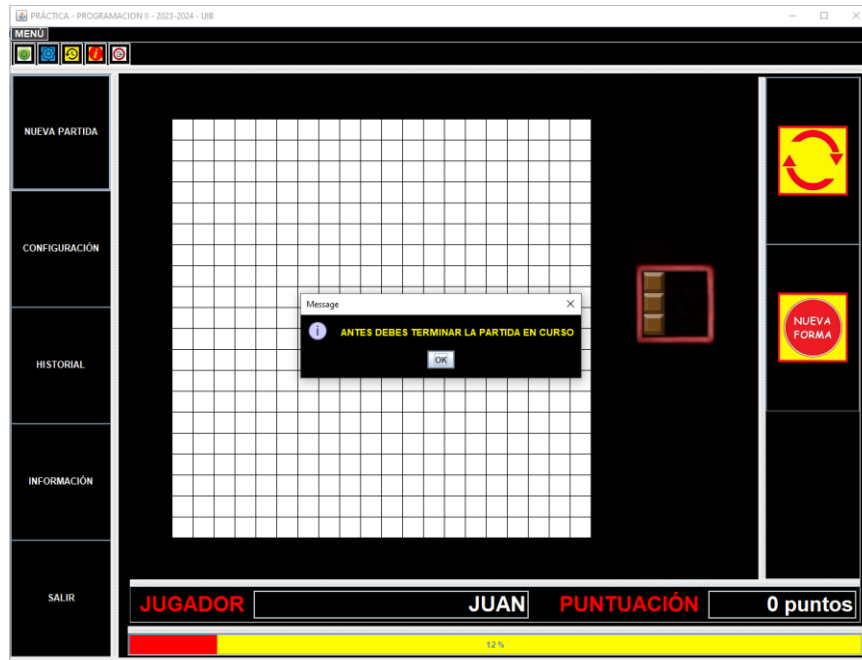 PRÁCTICA - PROGRAMACION II - 2023-2024 - UIB
MENÚ
NUEVA PARTIDA
CONFIGURACIÓN
HISTORIAL
INFORMACIÓN
SALIR
Message
ANTES DEBES TERMINAR LA PARTIDA EN CURSO
OK
NUEVA
FORMA
JUGADOR JUAN PUNTUACIÓN 0 puntos
12 %